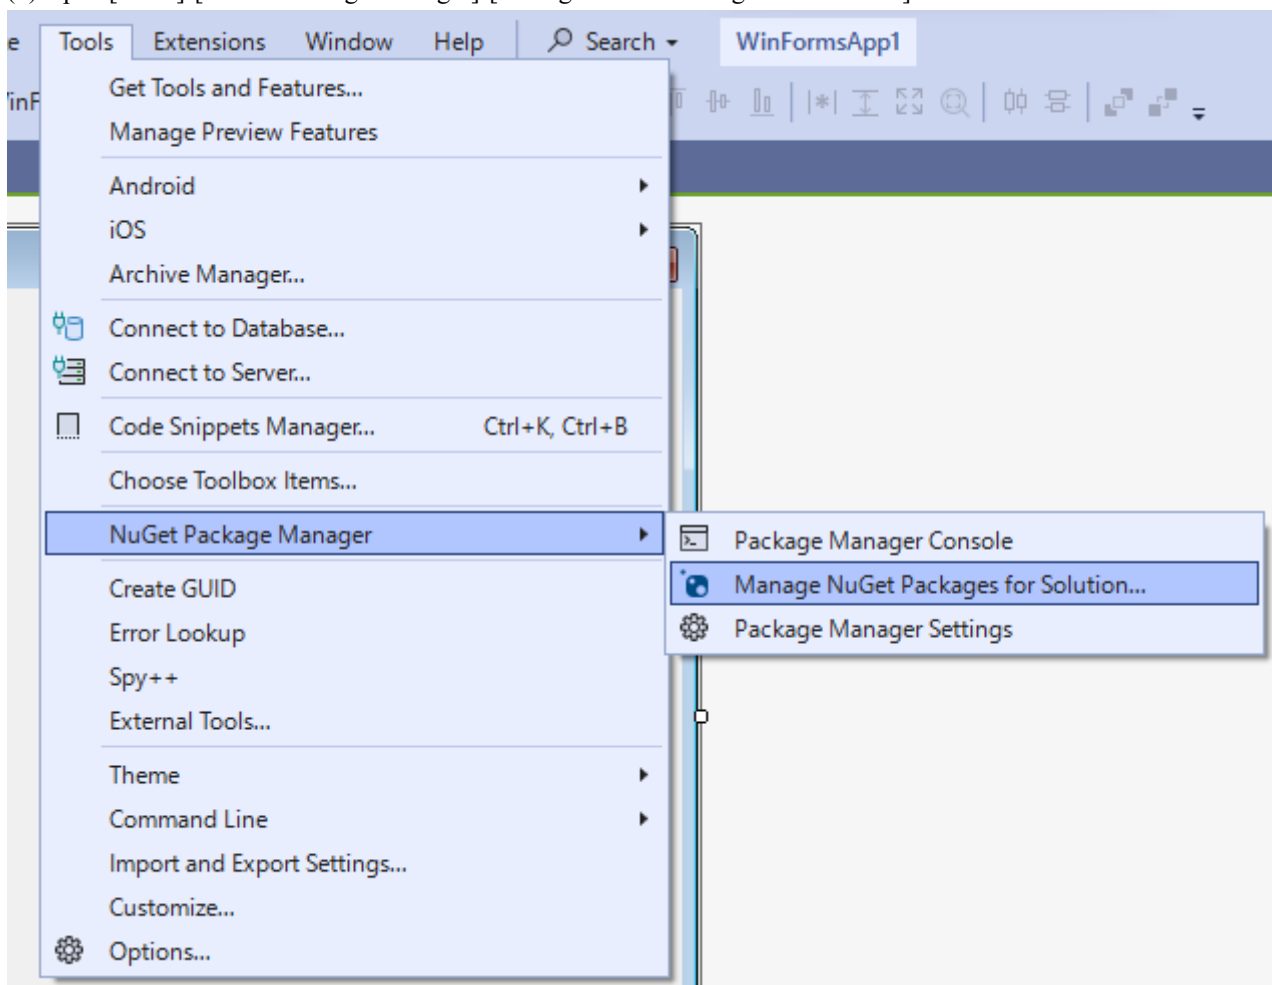 Tools Extensions Window Help Search WinFormsApp1
Get Tools and Features...
Manage Preview Features
Android
iOS
Archive Manager...
Connect to Database...
Connect to Server...
Code Snippets Manager... Ctrl+K, Ctrl+B
Choose Toolbox Items...
NuGet Package Manager
Package Manager Console
Manage NuGet Packages for Solution...
Package Manager Settings
Create GUID
Error Lookup
Spy++
External Tools...
Theme
Command Line
Import and Export Settings...
Customize...
Options...